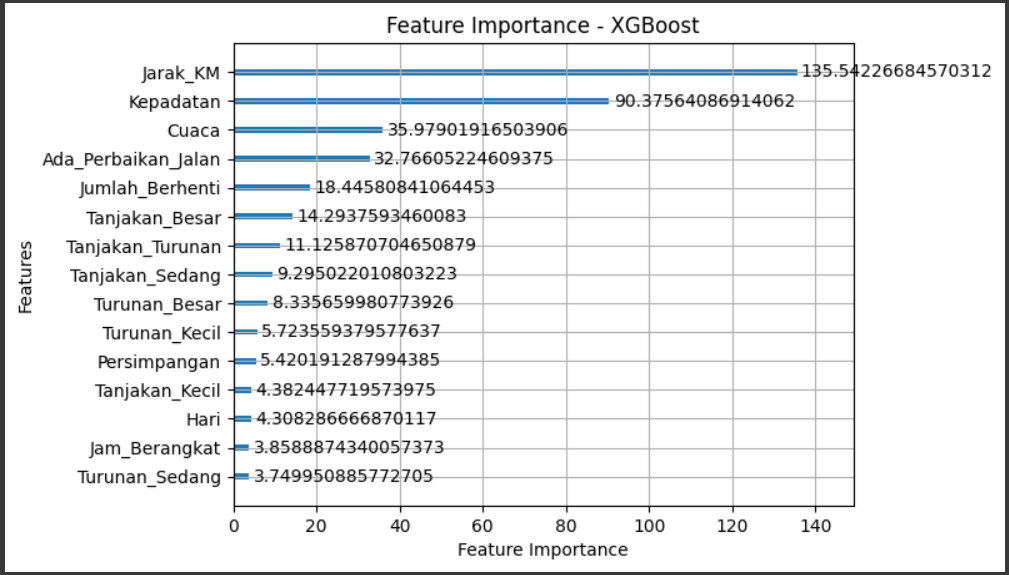 Feature Importance - XGBoost
Jarak_KM 135.54226684570312
Kepadatan 90.37564086914062
Cuaca 35.97901916503906
Ada_Perbaikan_Jalan 32.76605224609375
Jumlah_Berhenti 18.44580841064453
Tanjakan_Besar 14.2937593460083
Tanjakan_Turunan 11.125870704650879
Tanjakan_Sedang 9.295022010803223
Turunan_Besar 8.335659980773926
Turunan_Kecil 5.723559379577637
Persimpangan 5.420191287994385
Tanjakan_Kecil 4.382447719573975
Hari 4.308286666870117
Jam_Berangkat 3.85888743400573​73
Turunan_Sedang 3.749950885772705
Features
0 20 40 60 80 100 120 140
Feature Importance